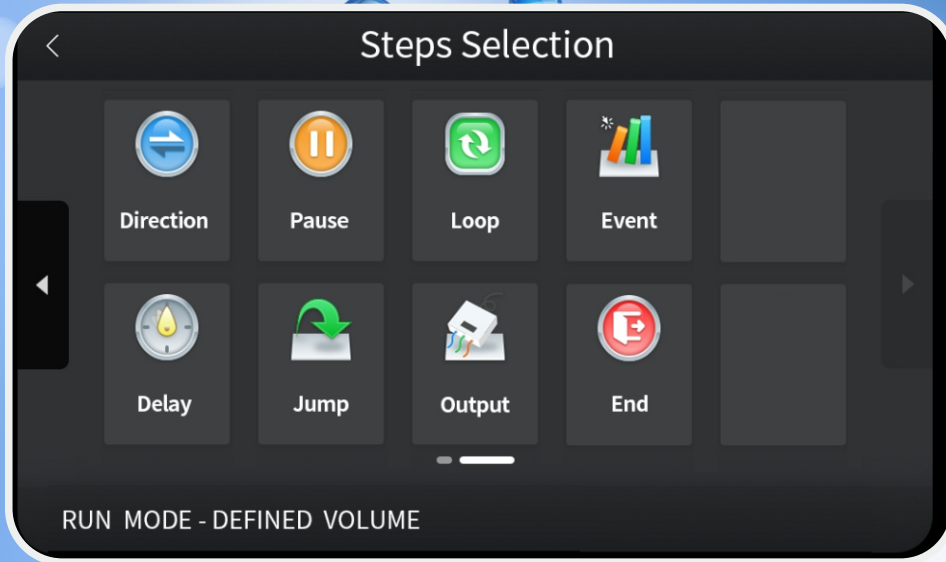 Steps Selection
Direction
Pause
Loop
Event
Delay
Jump
Output
End
RUN MODE - DEFINED VOLUME